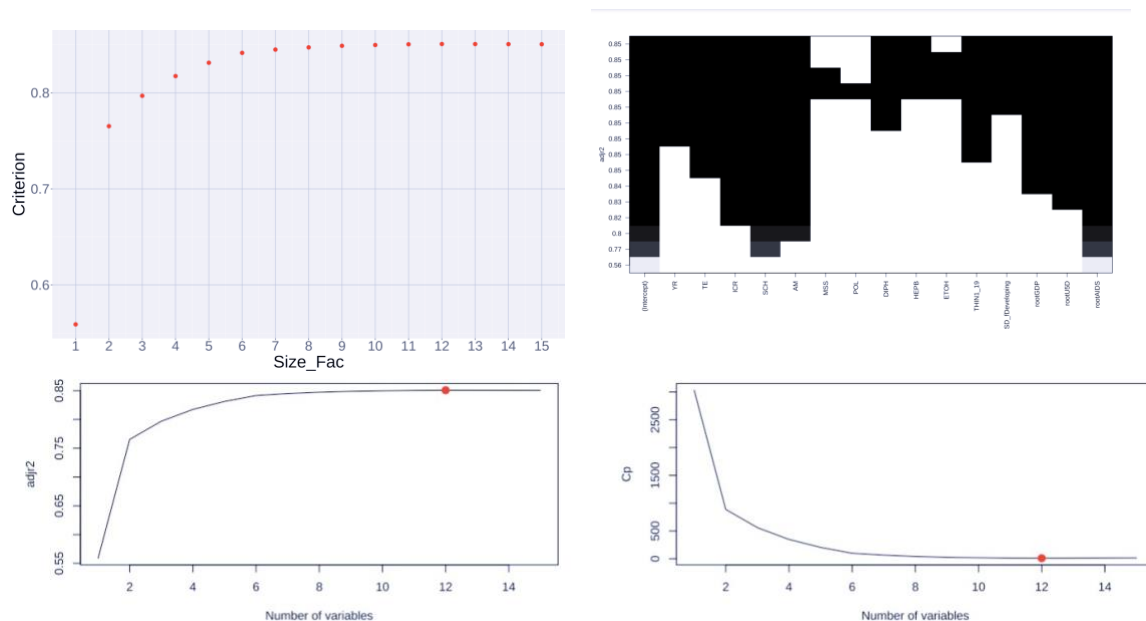 Criterion
0.8
0.7
0.6
1 2 3 4 5 6 7 8 9 10 11 12 13 14 15
Size_Fac
adjr2
0.85
0.85
0.85
0.85
0.85
0.85
0.85
0.85
0.85
0.84
0.83
0.82
0.8
0.77
0.56
(Intercept) YR TE ICR SCH AM MSS POL DIPH HEPB ETOH THIN1_19 SD_fDeveloping rootGDP rootU5D rootAIDS
adjr2
0.85
0.75
0.65
0.55
2 4 6 8 10 12 14
Number of variables
Cp
2500
1500
500
0
2 4 6 8 10 12 14
Number of variables